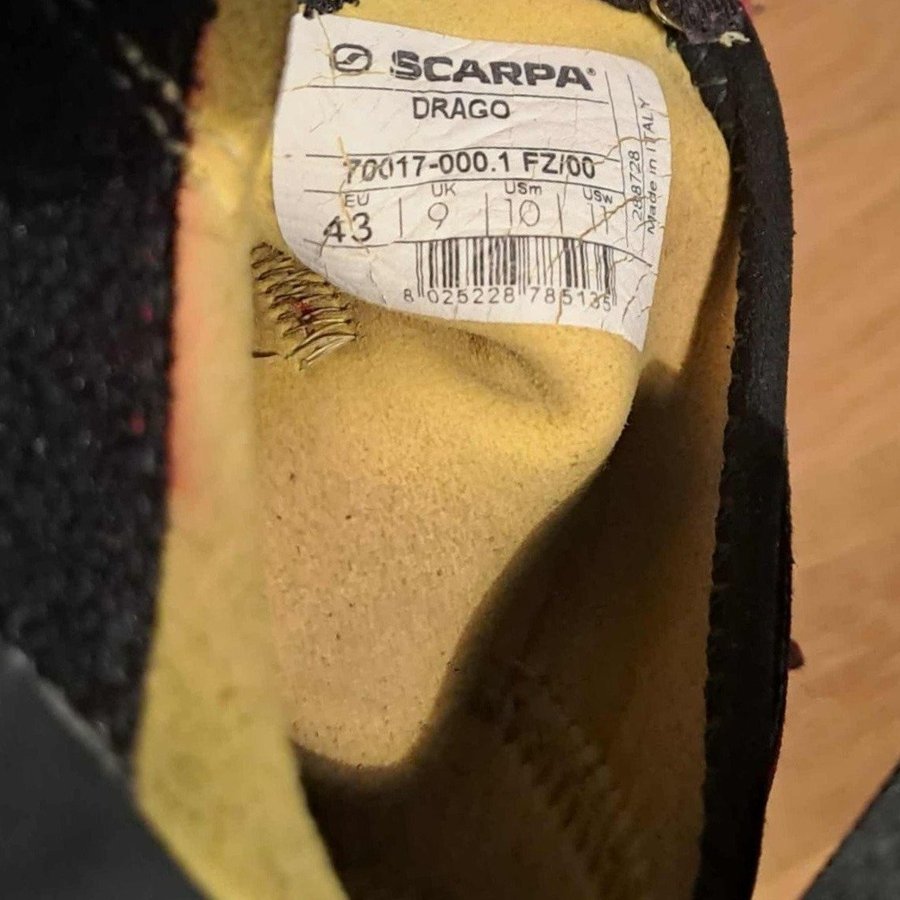 SCARPA®
DRAGO
70017-000.1 FZ/00
EU UK USm USw
43 9 10 11
8 025228 785135
288728
Made in ITALY